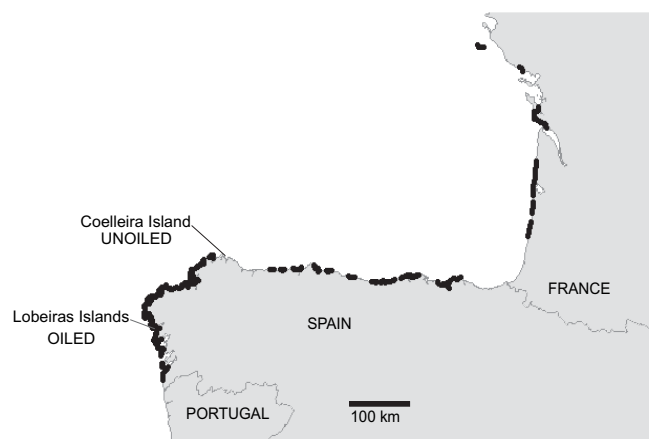 Coelleira Island
UNOILED
FRANCE
Lobeiras Islands
OILED
SPAIN
PORTUGAL
100 km